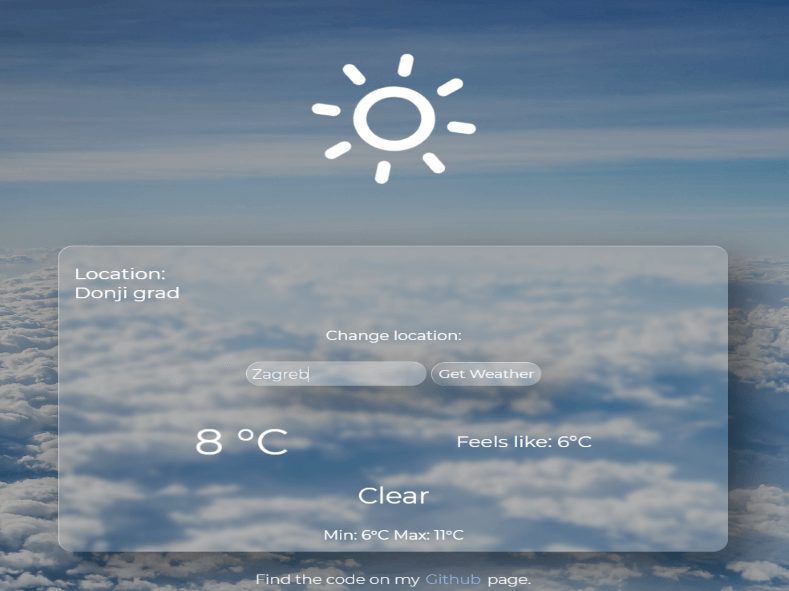 Location:
Donji grad
Change location:
Zagreb
Get Weather
8 °C
Feels like: 6°C
Clear
Min: 6°C Max: 11°C
Find the code on my Github page.